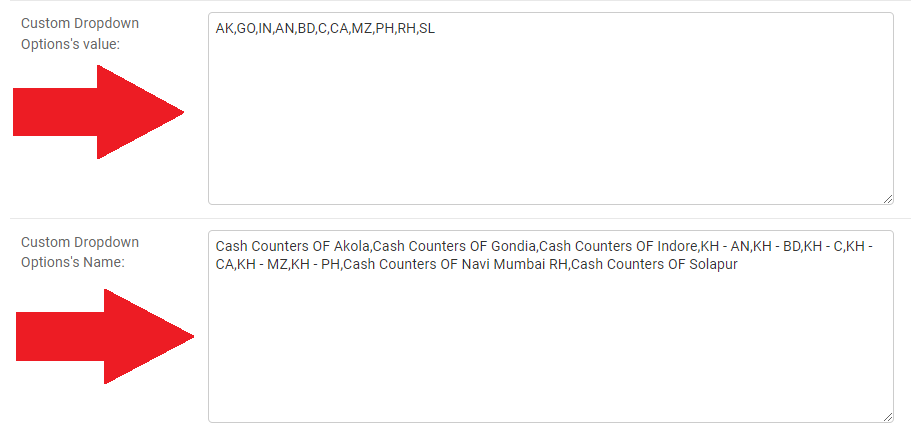 Custom Dropdown
Options's value:
AK,GO,IN,AN,BD,C,CA,MZ,PH,RH,SL
Custom Dropdown
Options's Name:
Cash Counters OF Akola,Cash Counters OF Gondia,Cash Counters OF Indore,KH - AN,KH - BD,KH - C,KH -
CA,KH - MZ,KH - PH,Cash Counters OF Navi Mumbai RH,Cash Counters OF Solapur